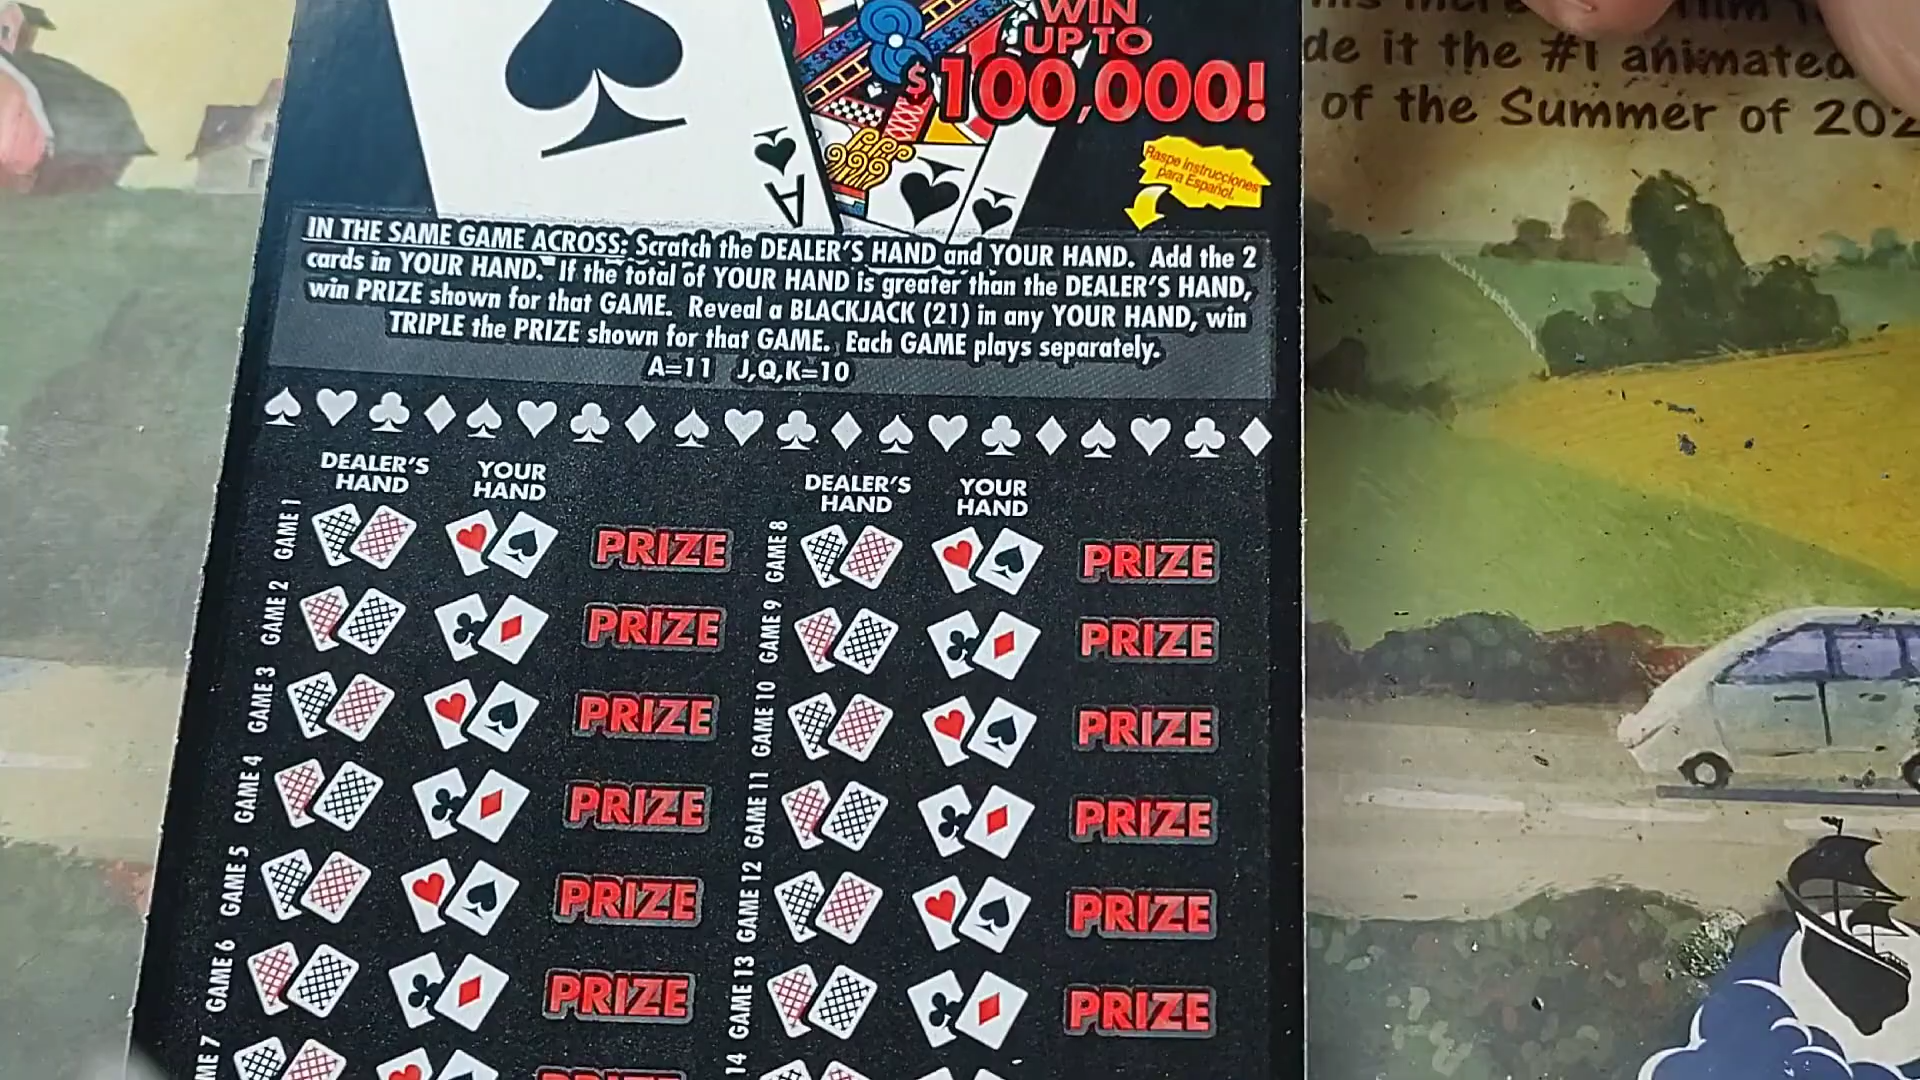 WIN
UP TO
$100,000!
Raspe Instrucciones
para Español.
IN THE SAME GAME ACROSS: Scratch the DEALER'S HAND and YOUR HAND. Add the 2
cards in YOUR HAND. If the total of YOUR HAND is greater than the DEALER'S HAND,
win PRIZE shown for that GAME. Reveal a BLACKJACK (21) in any YOUR HAND, win
TRIPLE the PRIZE shown for that GAME. Each GAME plays separately.
A=11 J,Q,K=10
DEALER'S
HAND
YOUR
HAND
GAME 1 PRIZE
GAME 2 PRIZE
GAME 3 PRIZE
GAME 4 PRIZE
GAME 5 PRIZE
GAME 6 PRIZE
7
DEALER'S
HAND
YOUR
HAND
GAME 8 PRIZE
GAME 9 PRIZE
GAME 10 PRIZE
GAME 11 PRIZE
GAME 12 PRIZE
GAME 13 PRIZE
14
A
it the #1 animated
of the Summer of